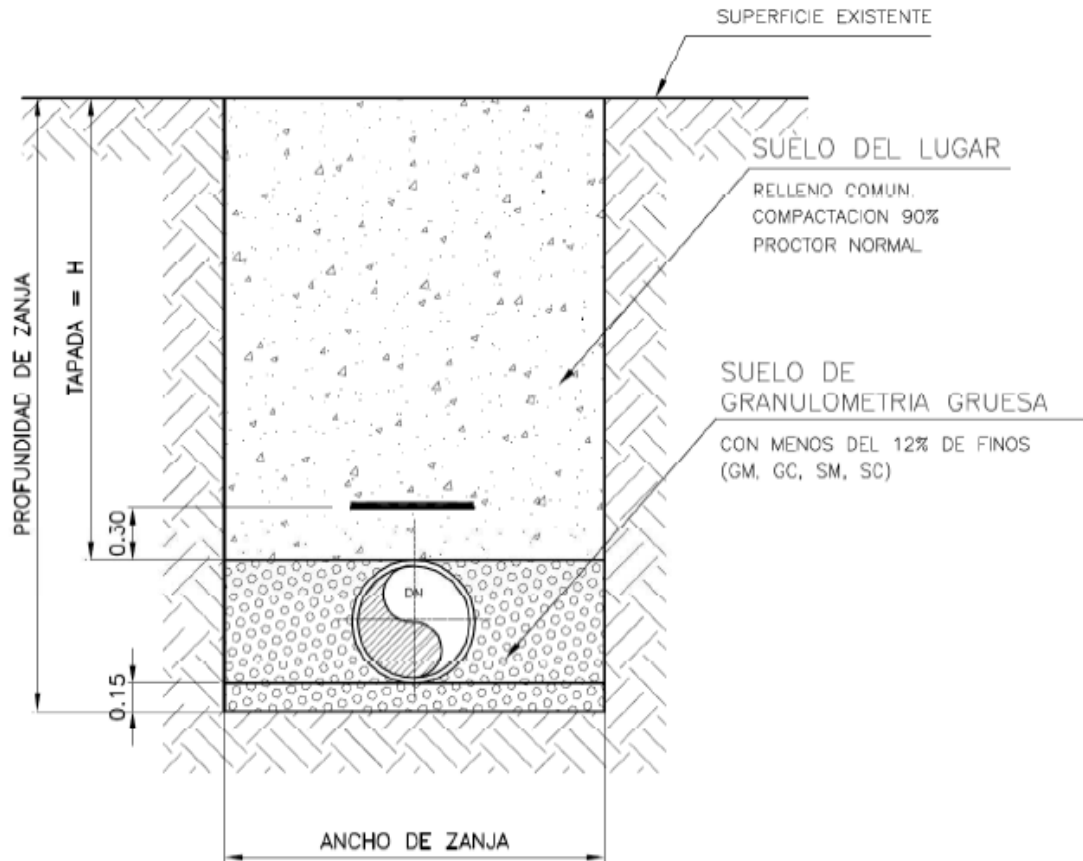 SUPERFICIE EXISTENTE
SUELO DEL LUGAR
RELLENO COMUN.
COMPACTACION 90%
PROCTOR NORMAL
SUELO DE
GRANULOMETRIA GRUESA
CON MENOS DEL 12% DE FINOS
(GM, GC, SM, SC)
PROFUNDIDAD DE ZANJA
TAPADA = H
0.30
DN
0.15
ANCHO DE ZANJA